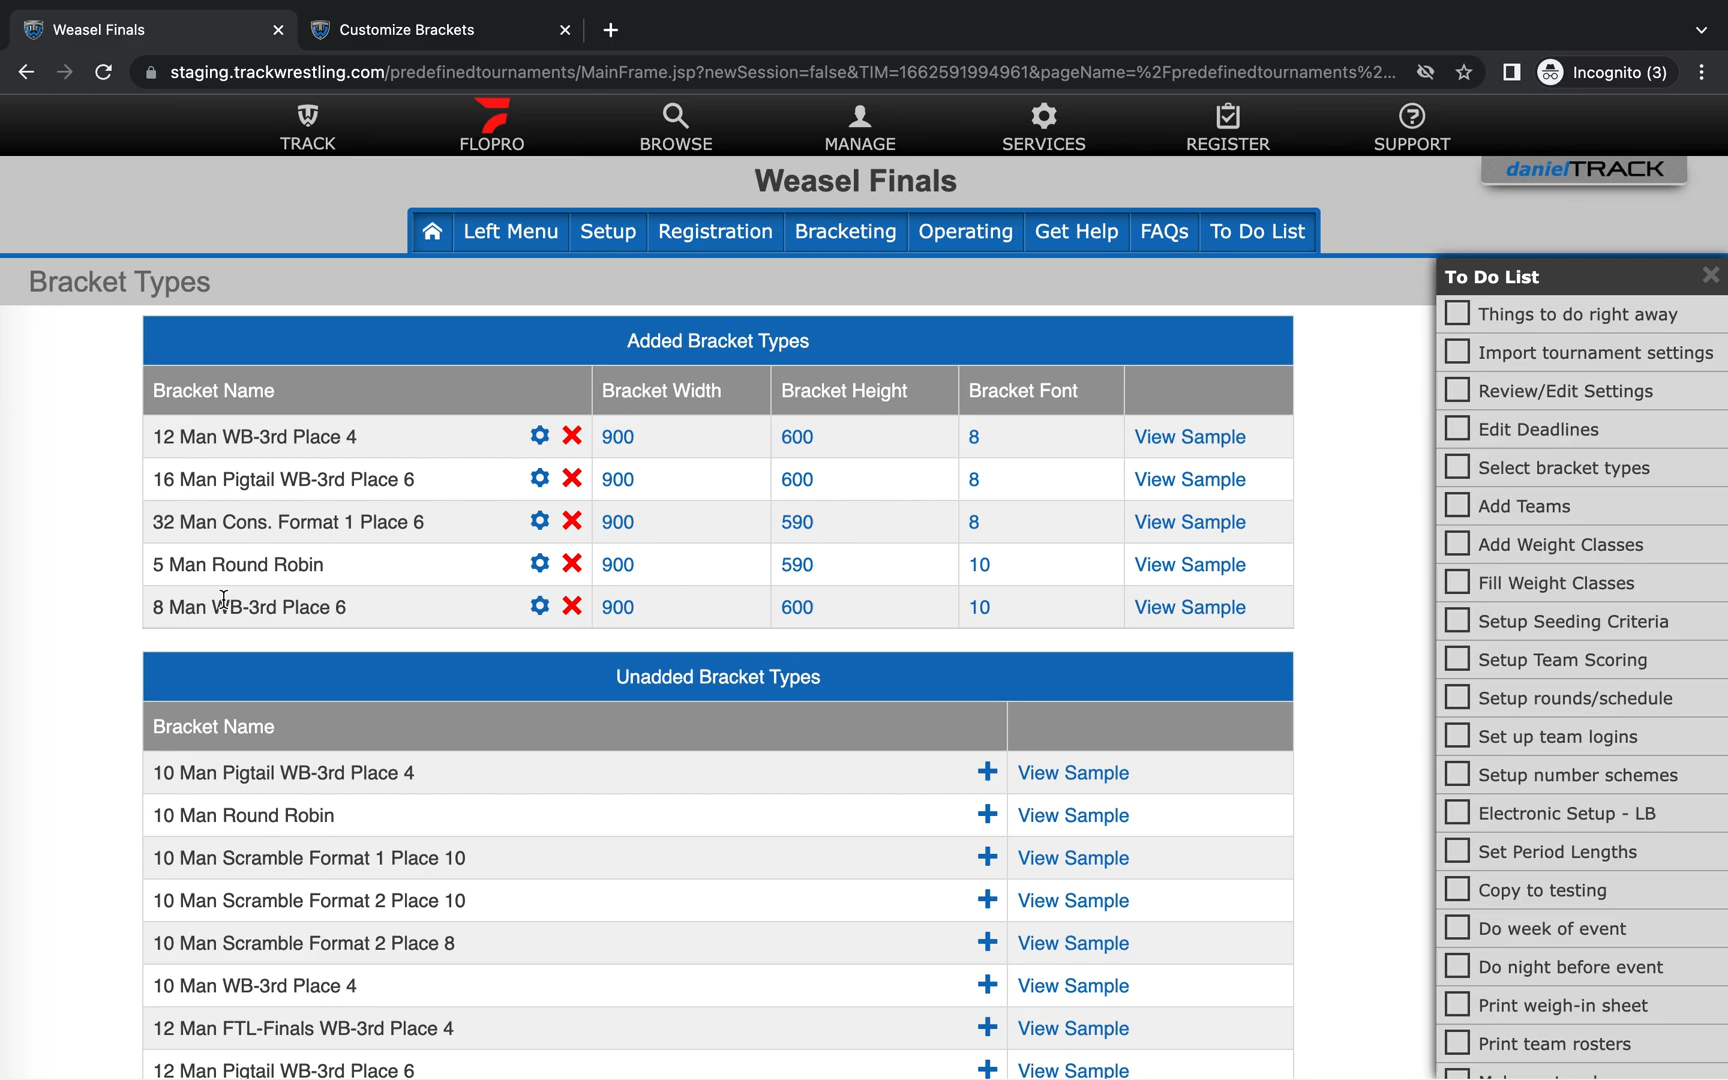 Weasel Finals
Customize Brackets
staging.trackwrestling.com/predefinedtournaments/MainFrame.jsp?newSession=false&TIM=1662591994961&pageName=%2Fpredefinedtournaments%2...
Incognito (3)
TRACK
FLOPRO
BROWSE
MANAGE
SERVICES
REGISTER
SUPPORT
Weasel Finals
danielTRACK
Left Menu
Setup
Registration
Bracketing
Operating
Get Help
FAQs
To Do List
Bracket Types
Added Bracket Types
Bracket Name Bracket Width Bracket Height Bracket Font
12 Man WB-3rd Place 4 900 600 8 View Sample
16 Man Pigtail WB-3rd Place 6 900 600 8 View Sample
32 Man Cons. Format 1 Place 6 900 590 8 View Sample
5 Man Round Robin 900 590 10 View Sample
8 Man WB-3rd Place 6 900 600 10 View Sample
Unadded Bracket Types
Bracket Name
10 Man Pigtail WB-3rd Place 4 View Sample
10 Man Round Robin View Sample
10 Man Scramble Format 1 Place 10 View Sample
10 Man Scramble Format 2 Place 10 View Sample
10 Man Scramble Format 2 Place 8 View Sample
10 Man WB-3rd Place 4 View Sample
12 Man FTL-Finals WB-3rd Place 4 View Sample
12 Man Pigtail WB-3rd Place 6 View Sample
To Do List
Things to do right away
Import tournament settings
Review/Edit Settings
Edit Deadlines
Select bracket types
Add Teams
Add Weight Classes
Fill Weight Classes
Setup Seeding Criteria
Setup Team Scoring
Setup rounds/schedule
Set up team logins
Setup number schemes
Electronic Setup - LB
Set Period Lengths
Copy to testing
Do week of event
Do night before event
Print weigh-in sheet
Print team rosters